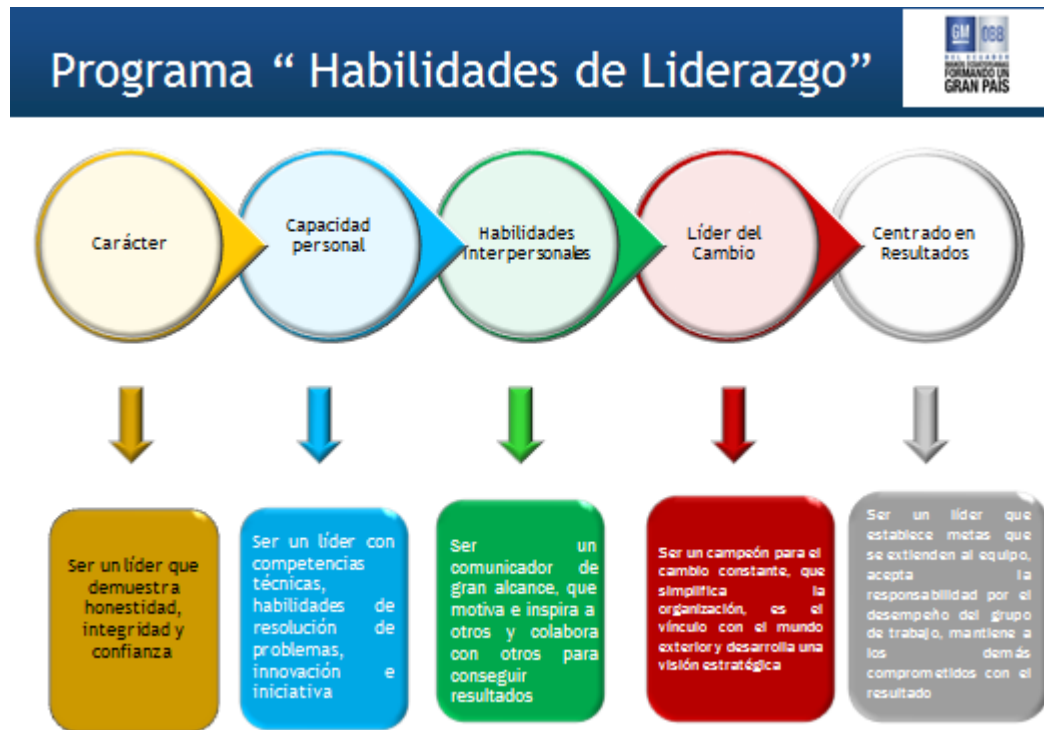 Programa “ Habilidades de Liderazgo”
GM OBB
DEL ECUADOR
MANOS ECUATORIANAS
FORMANDO UN
GRAN PAÍS
Carácter
Capacidad
personal
Habilidades
Interpersonales
Líder del
Cambio
Centrado en
Resultados
Ser un líder que
demuestra
honestidad,
integridad y
confianza
Ser un líder con
competencias
técnicas,
habilidades de
resolución de
problemas,
innovación e
iniciativa
Ser un
comunicador de
gran alcance, que
motiva e inspira a
otros y colabora
con otros para
conseguir
resultados
Ser un campeón para el
cambio constante, que
simplifica la
organización, es el
vínculo con el mundo
exterior y desarrolla una
visión estratégica
Ser un líder que
establece metas que
se extienden al equipo,
acepta la
responsabilidad por el
desempeño del grupo
de trabajo, mantiene a
los demás
comprometidos con el
resultado